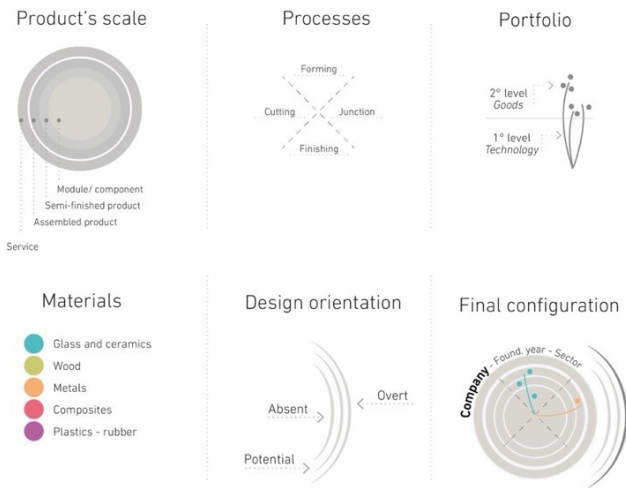 Product's scale
Module/ component
Semi-finished product
Assembled product
Service
Processes
Forming
Cutting
Junction
Finishing
Portfolio
2° level
Goods
1° level
Technology
Materials
Glass and ceramics
Wood
Metals
Composites
Plastics - rubber
Design orientation
Absent
Overt
Potential
Final configuration
Company - Found. year - Sector